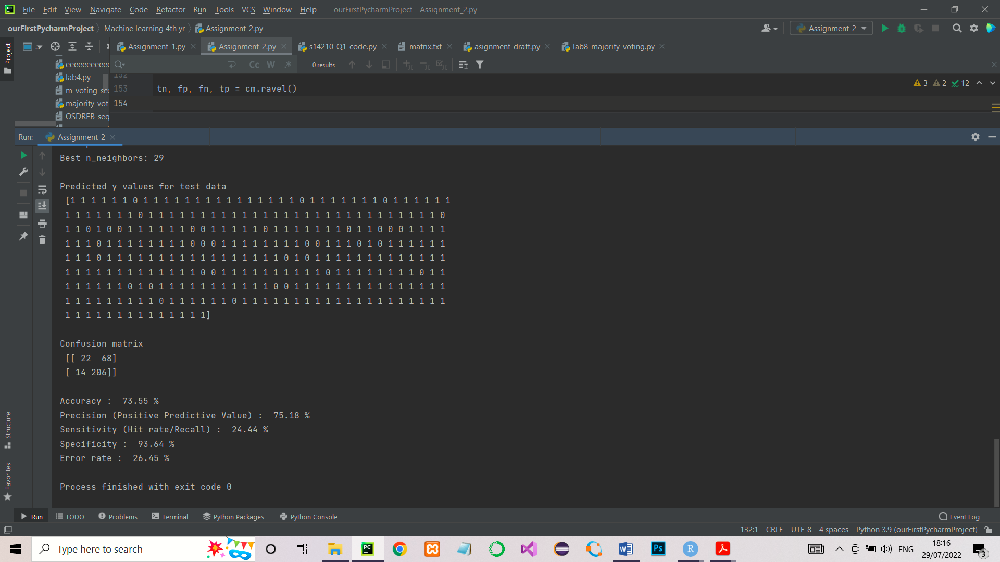 File Edit View Navigate Code Refactor Run Tools VCS Window Help ourFirstPycharmProject - Assignment_2.py
ourFirstPycharmProject Machine learning 4th yr Assignment_2.py Assignment_2
Project
Assignment_1.py Assignment_2.py s14210_Q1_code.py matrix.txt asignment_draft.py lab8_majority_voting.py
eeeeeeeeeee Cc W .* 0 results
lab4.py 152
m_voting_sco 153 tn, fp, fn, tp = cm.ravel() 3 2 12
majority_voti 154
OSDREB_seq
Run: Assignment_2
Best n_neighbors: 29
Predicted y values for test data
[1 1 1 1 1 1 0 1 1 1 1 1 1 1 1 1 1 1 1 1 1 1 0 1 1 1 1 1 1 1 0 1 1 1 1 1 1
1 1 1 1 1 1 1 0 1 1 1 1 1 1 1 1 1 1 1 1 1 1 1 1 1 1 1 1 1 1 1 1 1 1 1 1 0
1 1 0 1 0 0 1 1 1 1 1 1 0 0 1 1 1 1 1 0 1 1 1 1 1 1 1 0 1 1 0 0 0 1 1 1 1
1 1 1 0 1 1 1 1 1 1 1 1 0 0 0 1 1 1 1 1 1 1 1 0 0 1 1 1 0 1 0 1 1 1 1 1 1
1 1 1 0 1 1 1 1 1 1 1 1 1 1 1 1 1 1 1 1 1 0 1 0 1 1 1 1 1 1 1 1 1 1 1 1 1
1 1 1 1 1 1 1 1 1 1 1 1 1 0 0 1 1 1 1 1 1 1 1 1 1 0 1 1 1 1 1 1 1 1 0 1 1
1 1 1 1 1 1 0 1 0 1 1 1 1 1 1 1 1 1 1 1 0 0 1 1 1 1 1 1 1 1 1 1 1 1 1 1 1
1 1 1 1 1 1 1 1 1 0 1 1 1 1 1 1 0 1 1 1 1 1 1 1 1 1 1 1 1 1 1 1 1 1 1 1 1
1 1 1 1 1 1 1 1 1 1 1 1 1 1]
Confusion matrix
[[ 22 68]
[ 14 206]]
Accuracy : 73.55 %
Precision (Positive Predictive Value) : 75.18 %
Sensitivity (Hit rate/Recall) : 24.44 %
Specificity : 93.64 %
Error rate : 26.45 %
Process finished with exit code 0
Structure
Favorites
Run TODO Problems Terminal Python Packages Python Console Event Log
132:1 CRLF UTF-8 4 spaces Python 3.9 (ourFirstPycharmProject)
Type here to search ENG 18:16
29/07/2022 3